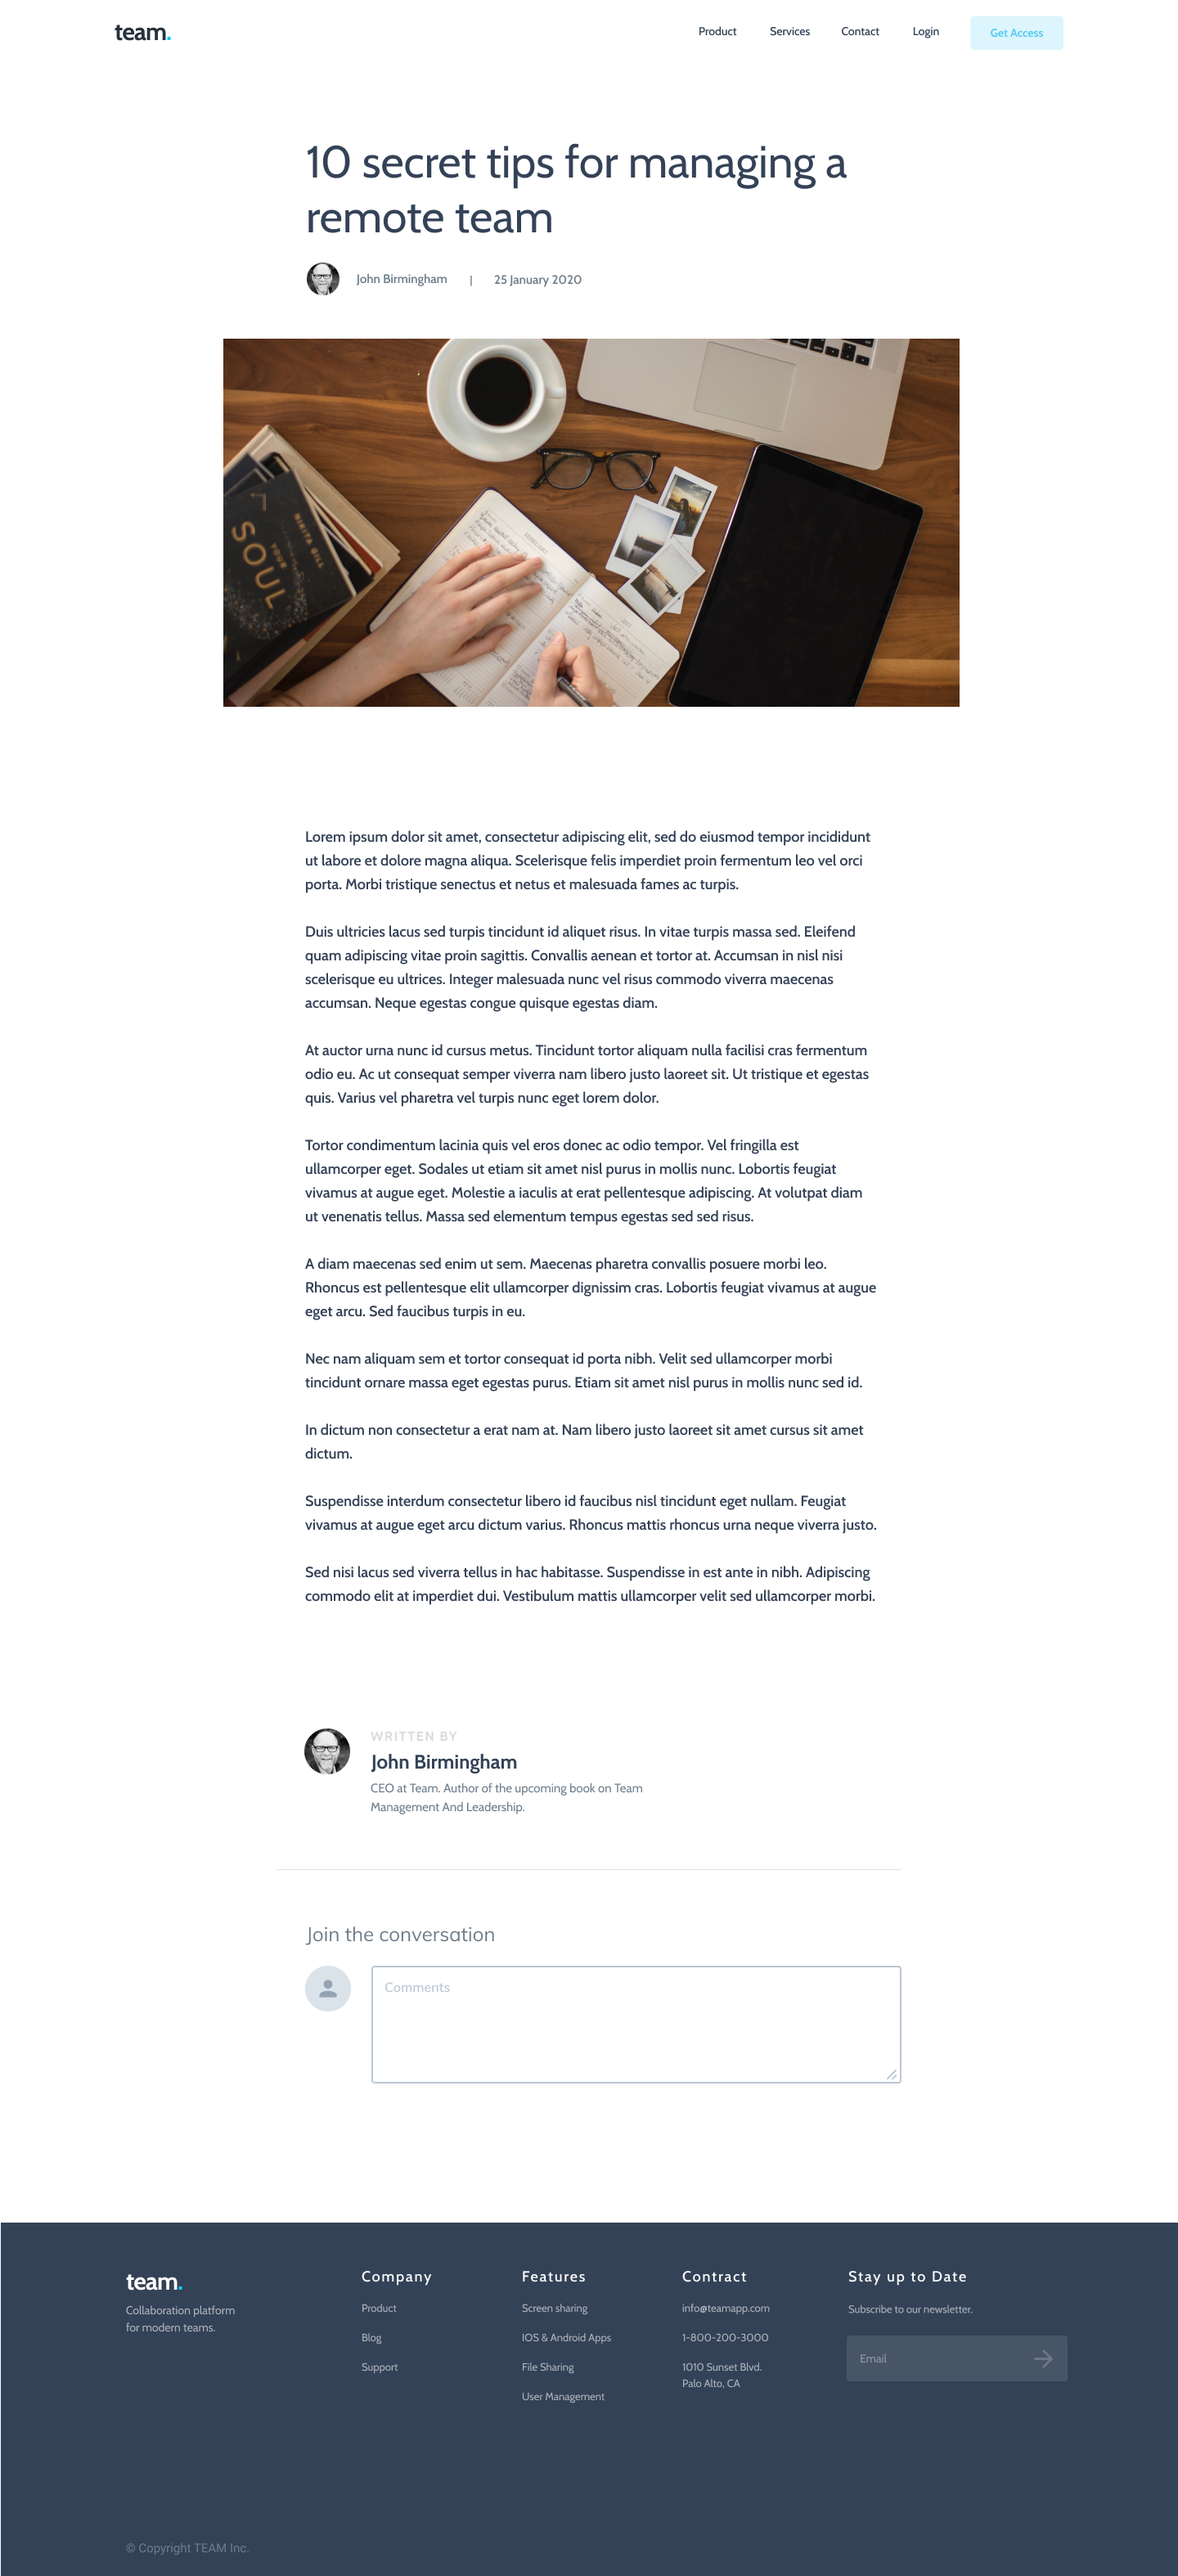 team.
Product Services Contact Login Get Access
10 secret tips for managing a
remote team
John Birmingham | 25 January 2020
SOUL
YOUR
NIKITA GILL
Lorem ipsum dolor sit amet, consectetur adipiscing elit, sed do eiusmod tempor incididunt
ut labore et dolore magna aliqua. Scelerisque felis imperdiet proin fermentum leo vel orci
porta. Morbi tristique senectus et netus et malesuada fames ac turpis.
Duis ultricies lacus sed turpis tincidunt id aliquet risus. In vitae turpis massa sed. Eleifend
quam adipiscing vitae proin sagittis. Convallis aenean et tortor at. Accumsan in nisl nisi
scelerisque eu ultrices. Integer malesuada nunc vel risus commodo viverra maecenas
accumsan. Neque egestas congue quisque egestas diam.
At auctor urna nunc id cursus metus. Tincidunt tortor aliquam nulla facilisi cras fermentum
odio eu. Ac ut consequat semper viverra nam libero justo laoreet sit. Ut tristique et egestas
quis. Varius vel pharetra vel turpis nunc eget lorem dolor.
Tortor condimentum lacinia quis vel eros donec ac odio tempor. Vel fringilla est
ullamcorper eget. Sodales ut etiam sit amet nisl purus in mollis nunc. Lobortis feugiat
vivamus at augue eget. Molestie a iaculis at erat pellentesque adipiscing. At volutpat diam
ut venenatis tellus. Massa sed elementum tempus egestas sed sed risus.
A diam maecenas sed enim ut sem. Maecenas pharetra convallis posuere morbi leo.
Rhoncus est pellentesque elit ullamcorper dignissim cras. Lobortis feugiat vivamus at augue
eget arcu. Sed faucibus turpis in eu.
Nec nam aliquam sem et tortor consequat id porta nibh. Velit sed ullamcorper morbi
tincidunt ornare massa eget egestas purus. Etiam sit amet nisl purus in mollis nunc sed id.
In dictum non consectetur a erat nam at. Nam libero justo laoreet sit amet cursus sit amet
dictum.
Suspendisse interdum consectetur libero id faucibus nisl tincidunt eget nullam. Feugiat
vivamus at augue eget arcu dictum varius. Rhoncus mattis rhoncus urna neque viverra justo.
Sed nisi lacus sed viverra tellus in hac habitasse. Suspendisse in est ante in nibh. Adipiscing
commodo elit at imperdiet dui. Vestibulum mattis ullamcorper velit sed ullamcorper morbi.
WRITTEN BY
John Birmingham
CEO at Team. Author of the upcoming book on Team
Management And Leadership.
Join the conversation
Comments
team.
Collaboration platform
for modern teams.
Company
Product
Blog
Support
Features
Screen sharing
IOS & Android Apps
File Sharing
User Management
Contract
info@teamapp.com
1-800-200-3000
1010 Sunset Blvd.
Palo Alto, CA
Stay up to Date
Subscribe to our newsletter.
Email
© Copyright TEAM Inc.